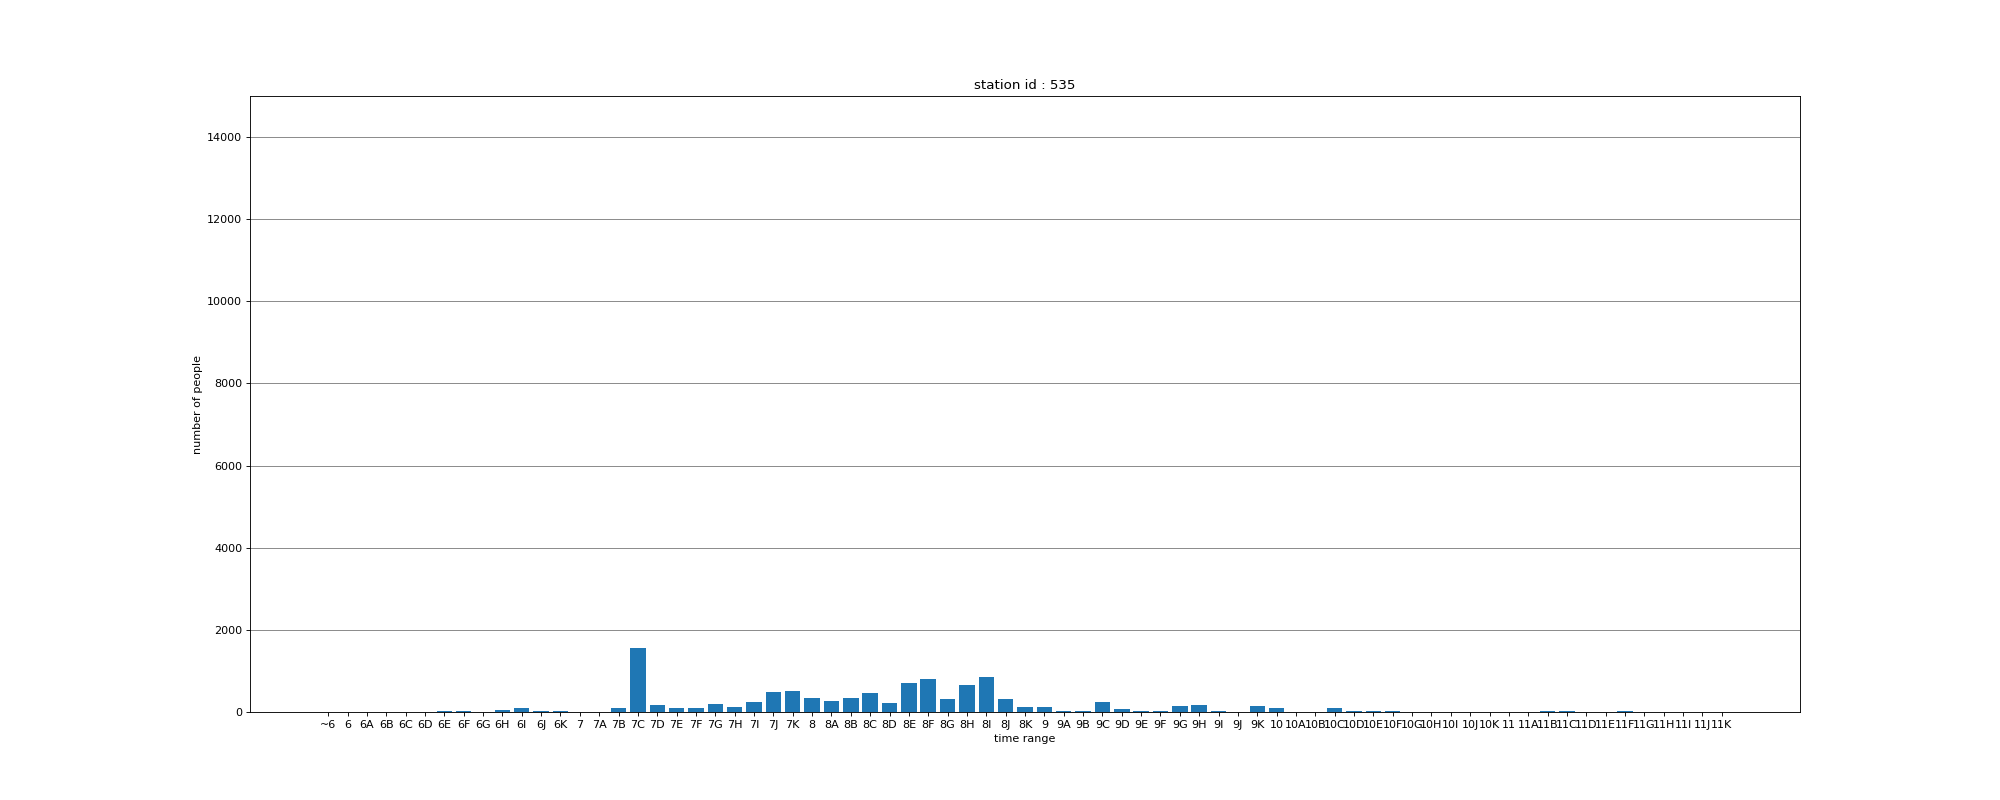 station id : 535
14000
12000
10000
8000
6000
4000
2000
0
number of people
~6 6 6A 6B 6C 6D 6E 6F 6G 6H 6I 6J 6K 7 7A 7B 7C 7D 7E 7F 7G 7H 7I 7J 7K 8 8A 8B 8C 8D 8E 8F 8G 8H 8I 8J 8K 9 9A 9B 9C 9D 9E 9F 9G 9H 9I 9J 9K 10 10A 10B 10C 10D 10E 10F 10G 10H 10I 10J 10K 11 11A 11B 11C 11D 11E 11F 11G 11H 11I 11J 11K
time range